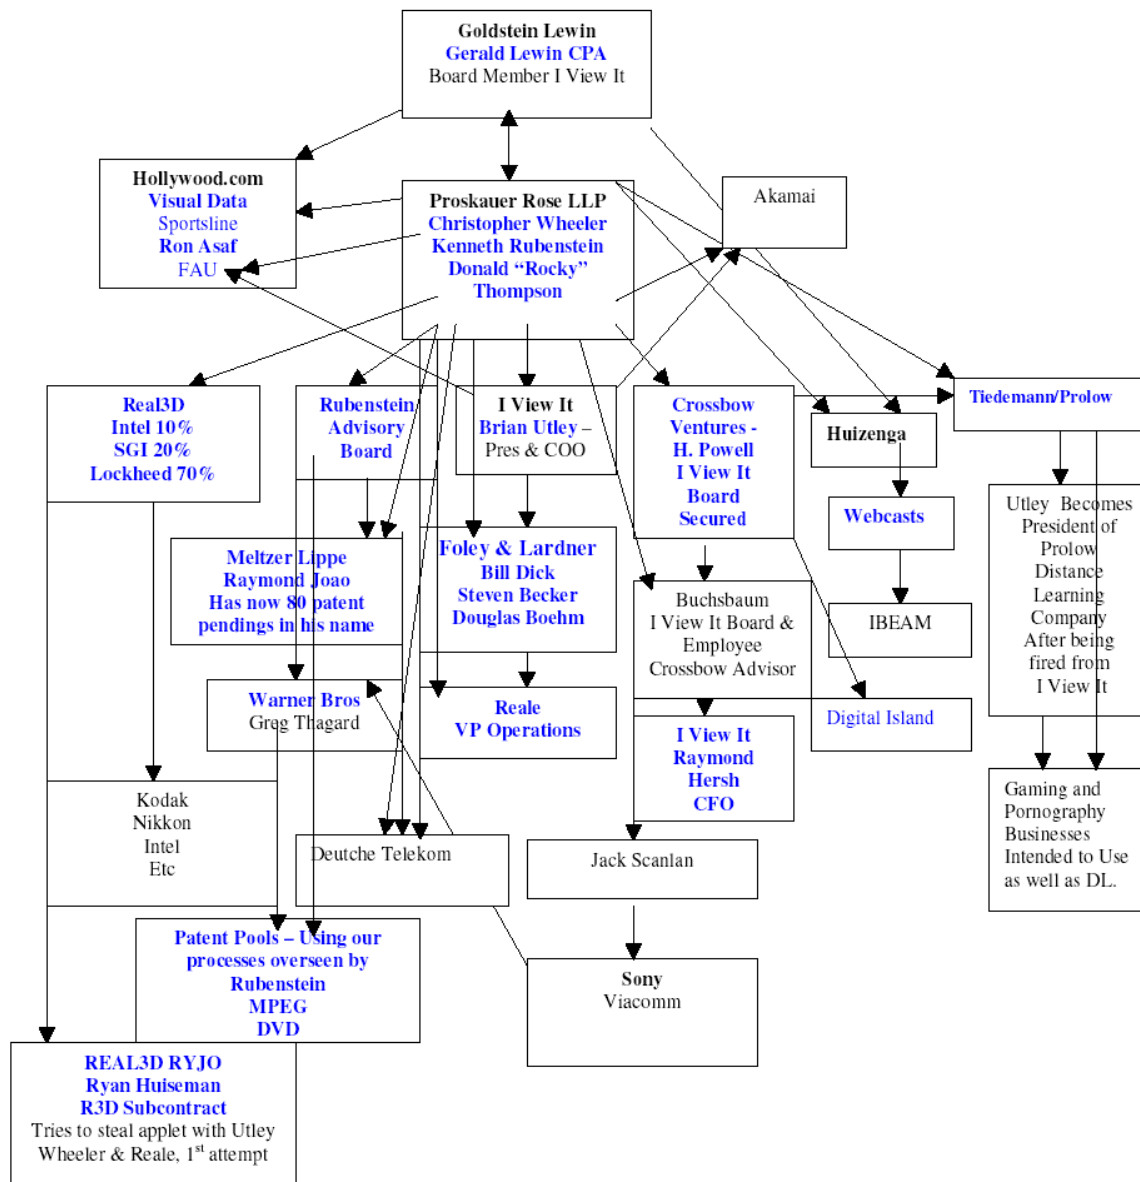 Goldstein Lewin
Gerald Lewin CPA
Board Member I View It
Hollywood.com
Visual Data
Sportsline
Ron Asaf
FAU
Proskauer Rose LLP
Christopher Wheeler
Kenneth Rubenstein
Donald “Rocky”
Thompson
Akamai
Real3D
Intel 10%
SGI 20%
Lockheed 70%
Rubenstein
Advisory
Board
I View It
Brian Utley –
Pres & COO
Crossbow
Ventures -
H. Powell
I View It
Board
Secured
Huizenga
Tiedemann/Prolow
Webcasts
Utley Becomes
President of
Prolow
Distance
Learning
Company
After being
fired from
I View It
Meltzer Lippe
Raymond Joao
Has now 80 patent
pendings in his name
Foley & Lardner
Bill Dick
Steven Becker
Douglas Boehm
Buchsbaum
I View It Board &
Employee
Crossbow Advisor
IBEAM
Warner Bros
Greg Thagard
Reale
VP Operations
I View It
Raymond
Hersh
CFO
Digital Island
Kodak
Nikkon
Intel
Etc
Deutche Telekom
Jack Scanlan
Gaming and
Pornography
Businesses
Intended to Use
as well as DL.
Patent Pools – Using our
processes overseen by
Rubenstein
MPEG
DVD
Sony
Viacomm
REAL3D RYJO
Ryan Huiseman
R3D Subcontract
Tries to steal applet with Utley
Wheeler & Reale, 1st attempt